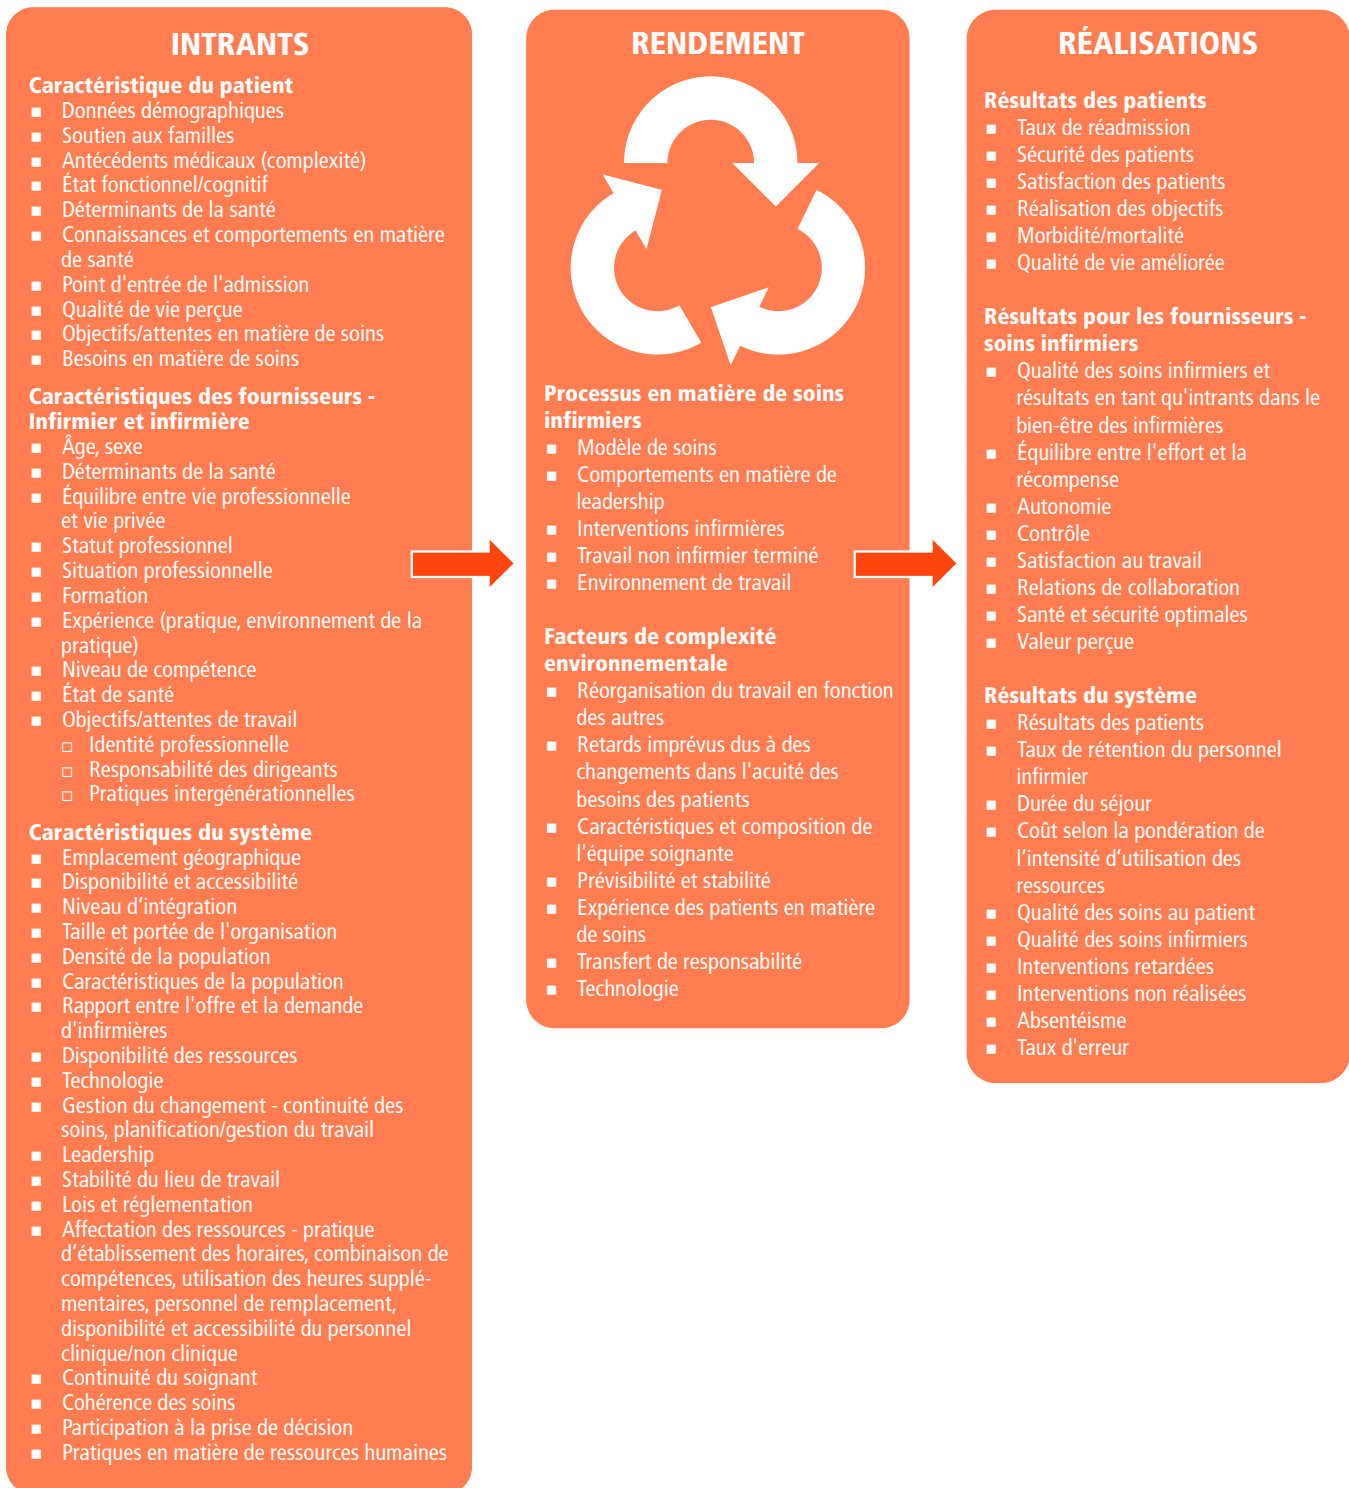 INTRANTS
Caractéristique du patient
▪ Données démographiques
▪ Soutien aux familles
▪ Antécédents médicaux (complexité)
▪ État fonctionnel/cognitif
▪ Déterminants de la santé
▪ Connaissances et comportements en matière
de santé
▪ Point d'entrée de l'admission
▪ Qualité de vie perçue
▪ Objectifs/attentes en matière de soins
▪ Besoins en matière de soins
Caractéristiques des fournisseurs -
Infirmier et infirmière
▪ Âge, sexe
▪ Déterminants de la santé
▪ Équilibre entre vie professionnelle
et vie privée
▪ Statut professionnel
▪ Situation professionnelle
▪ Formation
▪ Expérience (pratique, environnement de la
pratique)
▪ Niveau de compétence
▪ État de santé
▪ Objectifs/attentes de travail
▫ Identité professionnelle
▫ Responsabilité des dirigeants
▫ Pratiques intergénérationnelles
Caractéristiques du système
▪ Emplacement géographique
▪ Disponibilité et accessibilité
▪ Niveau d’intégration
▪ Taille et portée de l'organisation
▪ Densité de la population
▪ Caractéristiques de la population
▪ Rapport entre l'offre et la demande
d'infirmières
▪ Disponibilité des ressources
▪ Technologie
▪ Gestion du changement - continuité des
soins, planification/gestion du travail
▪ Leadership
▪ Stabilité du lieu de travail
▪ Lois et réglementation
▪ Affectation des ressources - pratique
d’établissement des horaires, combinaison de
compétences, utilisation des heures supplé-
mentaires, personnel de remplacement,
disponibilité et accessibilité du personnel
clinique/non clinique
▪ Continuité du soignant
▪ Cohérence des soins
▪ Participation à la prise de décision
▪ Pratiques en matière de ressources humaines
RENDEMENT
Processus en matière de soins
infirmiers
▪ Modèle de soins
▪ Comportements en matière de
leadership
▪ Interventions infirmières
▪ Travail non infirmier terminé
▪ Environnement de travail
Facteurs de complexité
environnementale
▪ Réorganisation du travail en fonction
des autres
▪ Retards imprévus dus à des
changements dans l'acuité des
besoins des patients
▪ Caractéristiques et composition de
l'équipe soignante
▪ Prévisibilité et stabilité
▪ Expérience des patients en matière
de soins
▪ Transfert de responsabilité
▪ Technologie
RÉALISATIONS
Résultats des patients
▪ Taux de réadmission
▪ Sécurité des patients
▪ Satisfaction des patients
▪ Réalisation des objectifs
▪ Morbidité/mortalité
▪ Qualité de vie améliorée
Résultats pour les fournisseurs -
soins infirmiers
▪ Qualité des soins infirmiers et
résultats en tant qu'intrants dans le
bien-être des infirmières
▪ Équilibre entre l'effort et la
récompense
▪ Autonomie
▪ Contrôle
▪ Satisfaction au travail
▪ Relations de collaboration
▪ Santé et sécurité optimales
▪ Valeur perçue
Résultats du système
▪ Résultats des patients
▪ Taux de rétention du personnel
infirmier
▪ Durée du séjour
▪ Coût selon la pondération de
l’intensité d’utilisation des
ressources
▪ Qualité des soins au patient
▪ Qualité des soins infirmiers
▪ Interventions retardées
▪ Interventions non réalisées
▪ Absentéisme
▪ Taux d'erreur